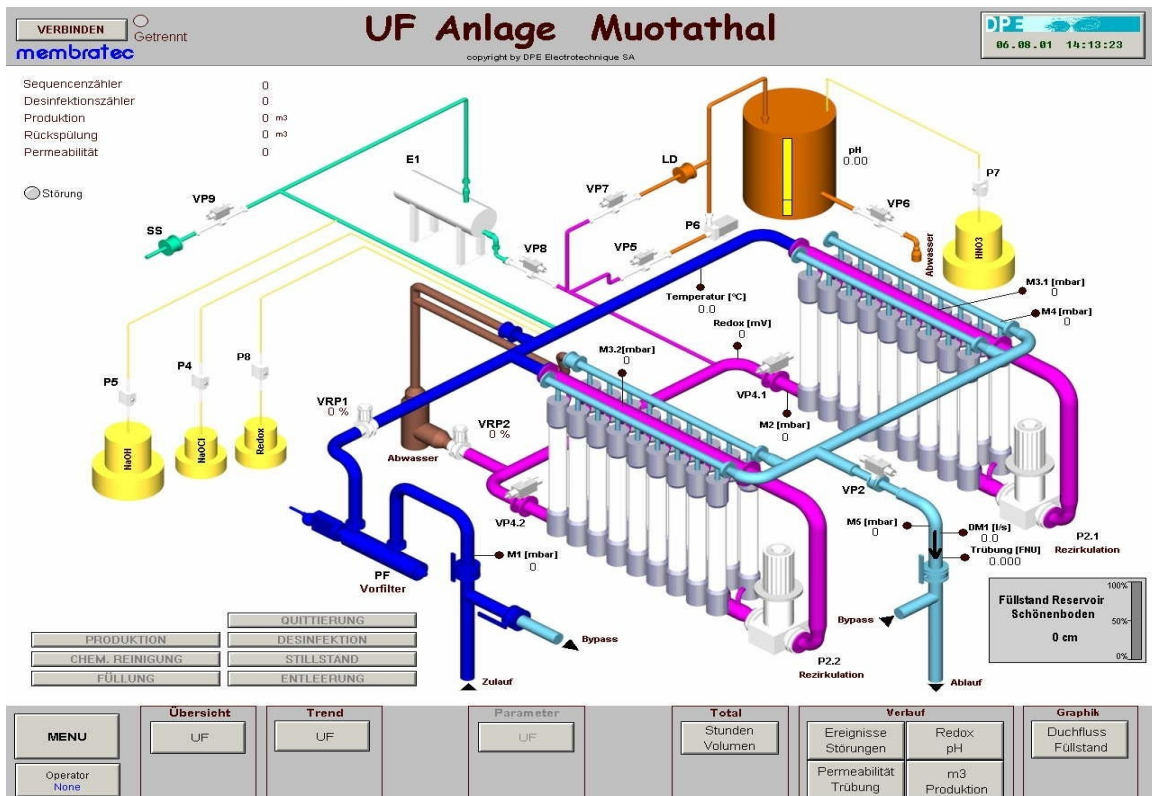 VERBINDEN
Getrennt
membratec
UF Anlage Muotathal
copyright by DPE Electrotechnique SA
DPE
06.08.01 14:13:23
Sequencenzähler 0
Desinfektionszähler 0
Produktion 0 m3
Rückspülung 0 m3
Permeabilität 0
Störung
E1
LD
pH
0.00
P7
VP9
VP7
VP6
SS
P6
VP8
VP5
HNO3
Abwasser
Temperatur [°C]
0.0
M3.1 [mbar]
0
M4 [mbar]
0
Redox [mV]
0
M3.2[mbar]
0
P5
P4
P8
VP4.1
VRP1
0 %
M2 [mbar]
0
VRP2
0 %
NaOH
NaOCl
Redox
Abwasser
VP2
VP4.2
M5 [mbar]
0
DM1 [l/s]
0.0
P2.1
Rezirkulation
M1 [mbar]
0
Trübung [FNU]
0.000
PF
Vorfilter
100%
Füllstand Reservoir
Schönenboden
50%
0 cm
0%
QUITTIERUNG
Bypass
Bypass
PRODUKTION
DESINFEKTION
CHEM. REINIGUNG
STILLSTAND
FÜLLUNG
ENTLEERUNG
P2.2
Rezirkulation
Zulauf
Ablauf
MENU
Operator
None
Übersicht
UF
Trend
UF
Parameter
UF
Total
Stunden
Volumen
Verlauf
Ereignisse
Störungen
Redox
pH
Permeabilität
Trübung
m3
Produktion
Graphik
Duchfluss
Füllstand